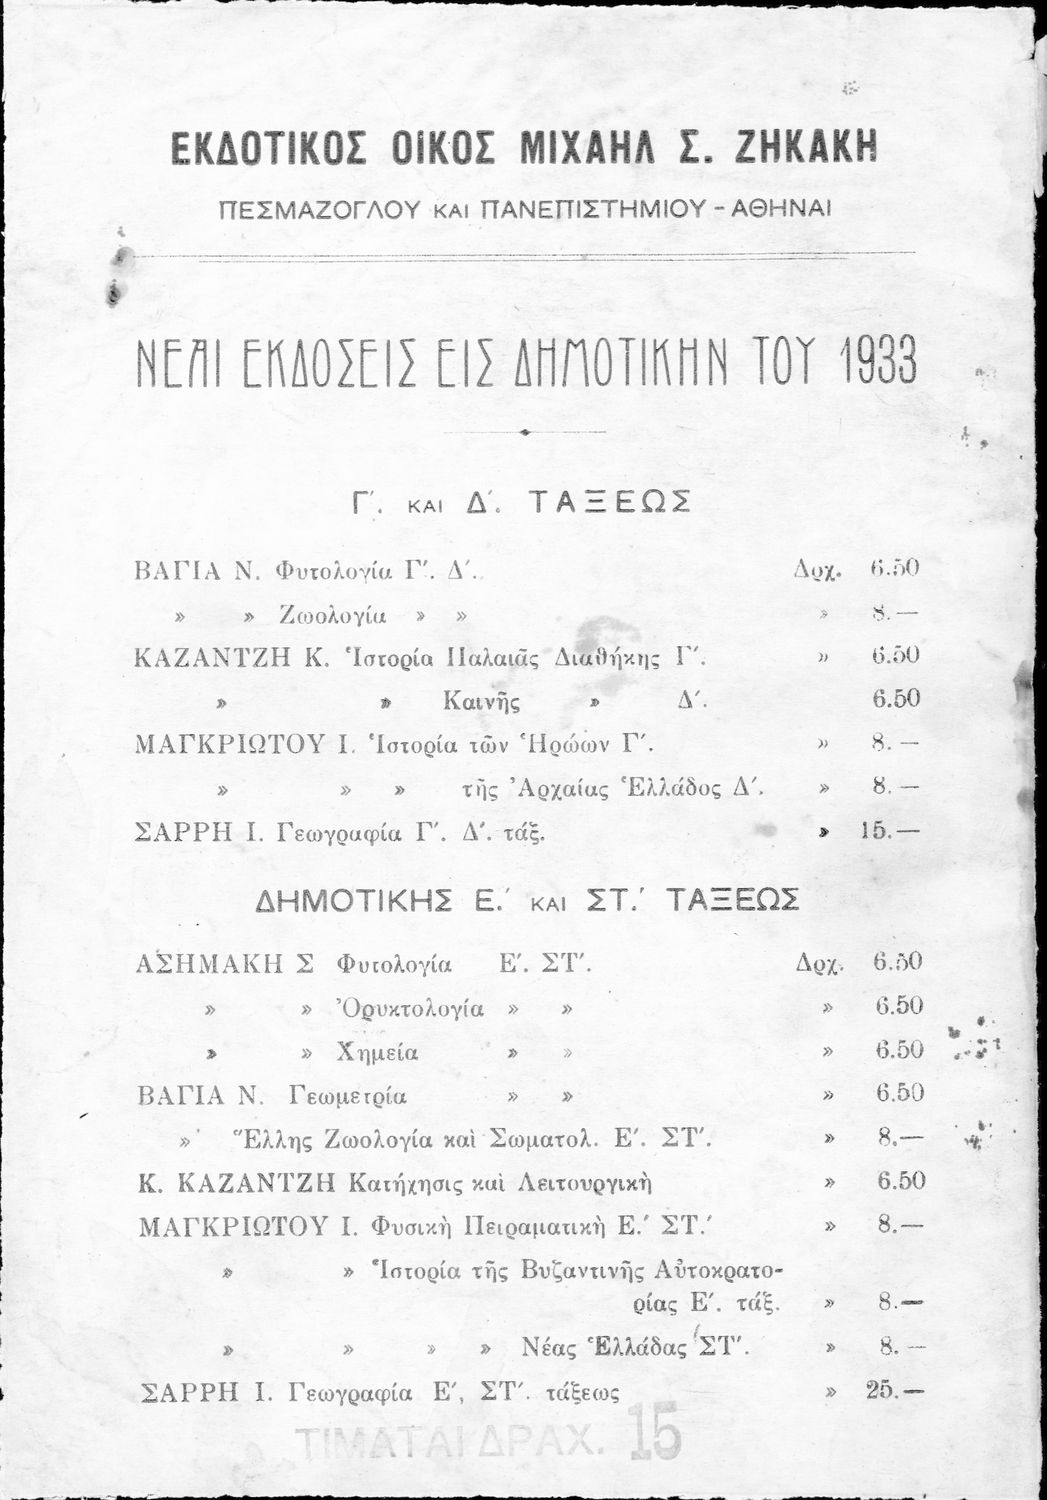 ΕΚΔΟΤΙΚΟΣ ΟΙΚΟΣ ΜΙΧΑΗΛ Σ. ΖΗΚΑΚΗ
ΠΕΣΜΑΖΟΓΛΟΥ ΚΑΙ ΠΑΝΕΠΙΣΤΗΜΙΟΥ - ΑΘΗΝΑΙ
ΝΕΑΙ ΕΚΔΟΣΕΙΣ ΕΙΣ ΔΗΜΟΤΙΚΗΝ ΤΟΥ 1933
Γ΄. ΚΑΙ Δ΄. ΤΑΞΕΩΣ
ΒΑΓΙΑ Ν. Φυτολογία Γ΄. Δ΄. Δρχ. 6.50
» » Ζωολογία » » » 8.—
ΚΑΖΑΝΤΖΗ Κ. Ἱστορία Παλαιᾶς Διαθήκης Γ΄. » 6.50
» » Καινῆς » Δ΄. 6.50
ΜΑΓΚΡΙΩΤΟΥ Ι. Ἱστορία τῶν Ἡρώων Γ΄. » 8.—
» » » τῆς Ἀρχαίας Ἑλλάδος Δ΄. » 8.—
ΣΑΡΡΗ Ι. Γεωγραφία Γ΄. Δ΄. τάξ. » 15.—
ΔΗΜΟΤΙΚΗΣ Ε.΄ ΚΑΙ ΣΤ.΄ ΤΑΞΕΩΣ
ΑΣΗΜΑΚΗ Σ Φυτολογία Ε΄. ΣΤ΄. Δρχ. 6.50
» » Ὀρυκτολογία » » » 6.50
» » Χημεία » » » 6.50
ΒΑΓΙΑ Ν. Γεωμετρία » » » 6.50
» Ἕλλης Ζωολογία καὶ Σωματολ. Ε΄. ΣΤ΄. » 8.—
Κ. ΚΑΖΑΝΤΖΗ Κατήχησις καὶ Λειτουργικὴ » 6.50
ΜΑΓΚΡΙΩΤΟΥ Ι. Φυσικὴ Πειραματικὴ Ε.΄ ΣΤ.΄ » 8.—
» » Ἱστορία τῆς Βυζαντινῆς Αὐτοκρατο-
ρίας Ε΄. τάξ. » 8.—
» » » » Νέας Ἑλλάδας ΣΤ΄. » 8.—
ΣΑΡΡΗ Ι. Γεωγραφία Ε΄, ΣΤ΄. τάξεως » 25.—
ΤΙΜΑΤΑΙ ΔΡΑΧ. 15